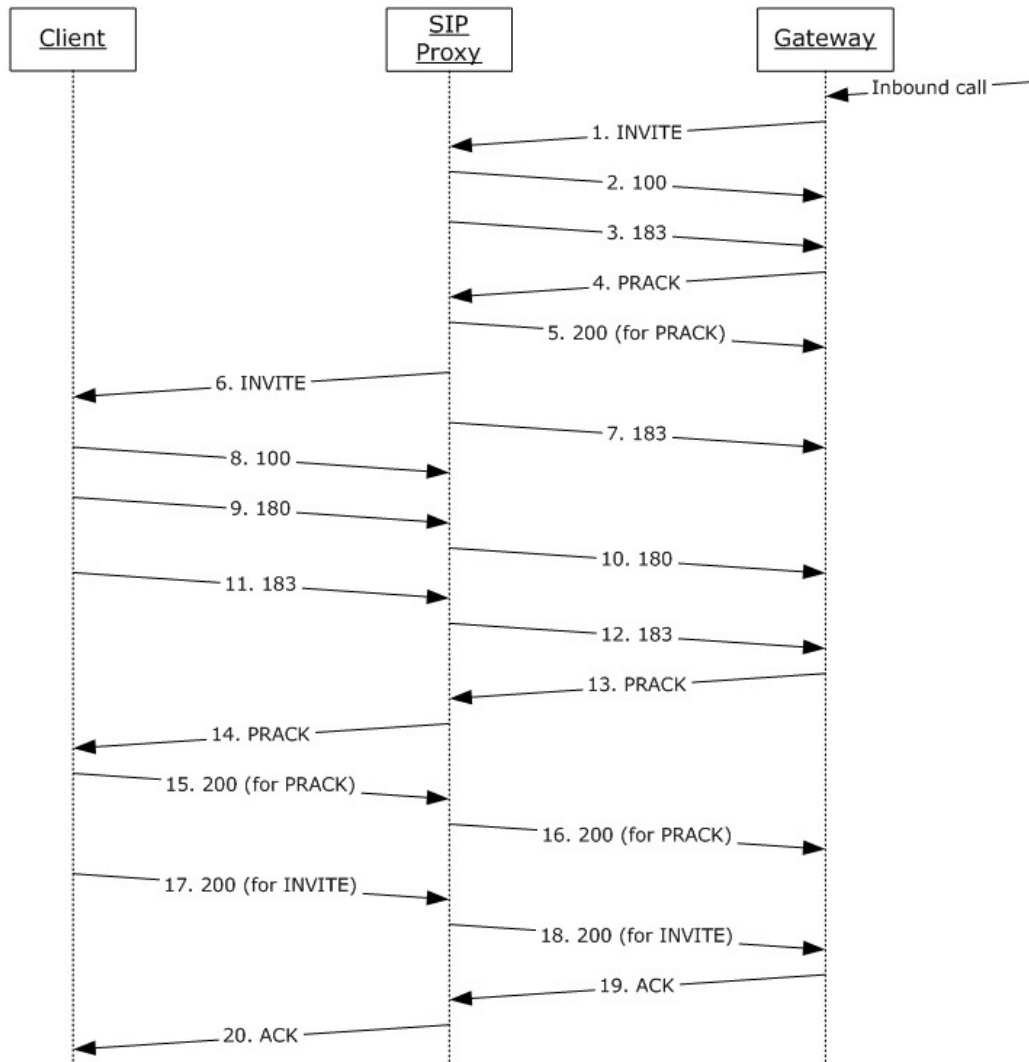 Client
SIP
Proxy
Gateway
Inbound call
1. INVITE
2. 100
3. 183
4. PRACK
5. 200 (for PRACK)
6. INVITE
7. 183
8. 100
9. 180
10. 180
11. 183
12. 183
13. PRACK
14. PRACK
15. 200 (for PRACK)
16. 200 (for PRACK)
17. 200 (for INVITE)
18. 200 (for INVITE)
19. ACK
20. ACK